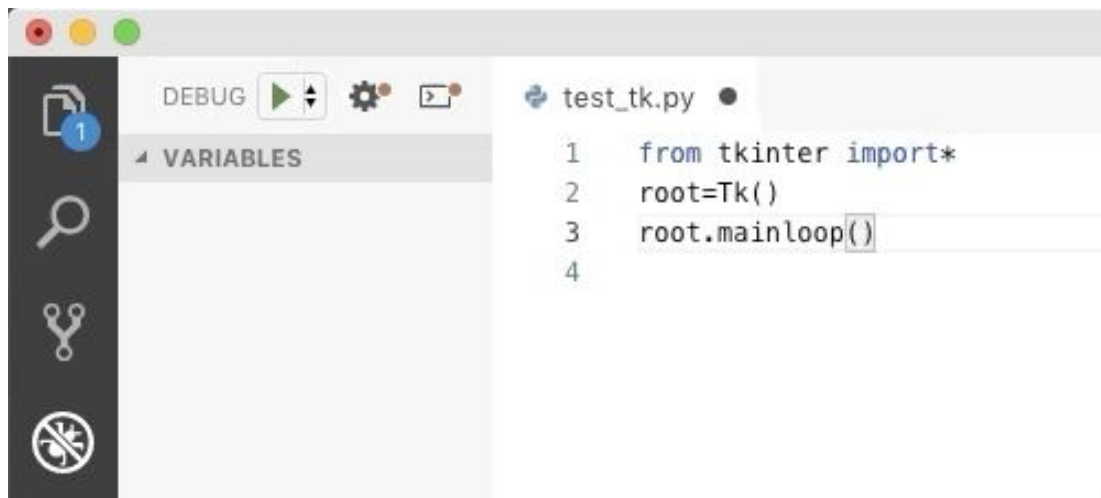 DEBUG
1
VARIABLES
test_tk.py
1 from tkinter import*
2 root=Tk()
3 root.mainloop()
4